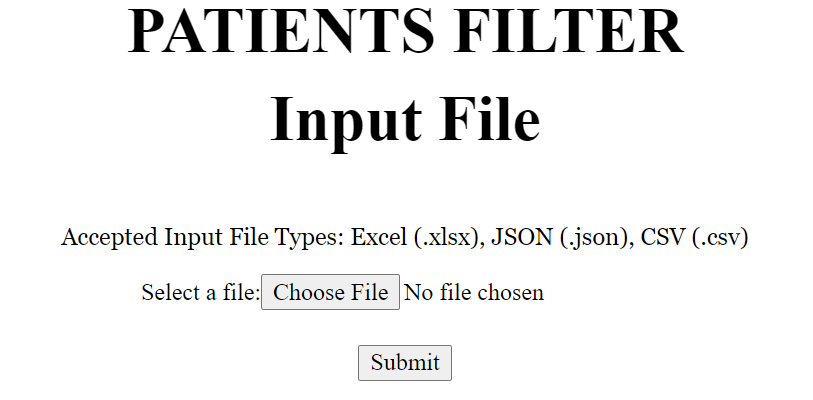 PATIENTS FILTER
Input File
Accepted Input File Types: Excel (.xlsx), JSON (.json), CSV (.csv)
Select a file: Choose File No file chosen
Submit